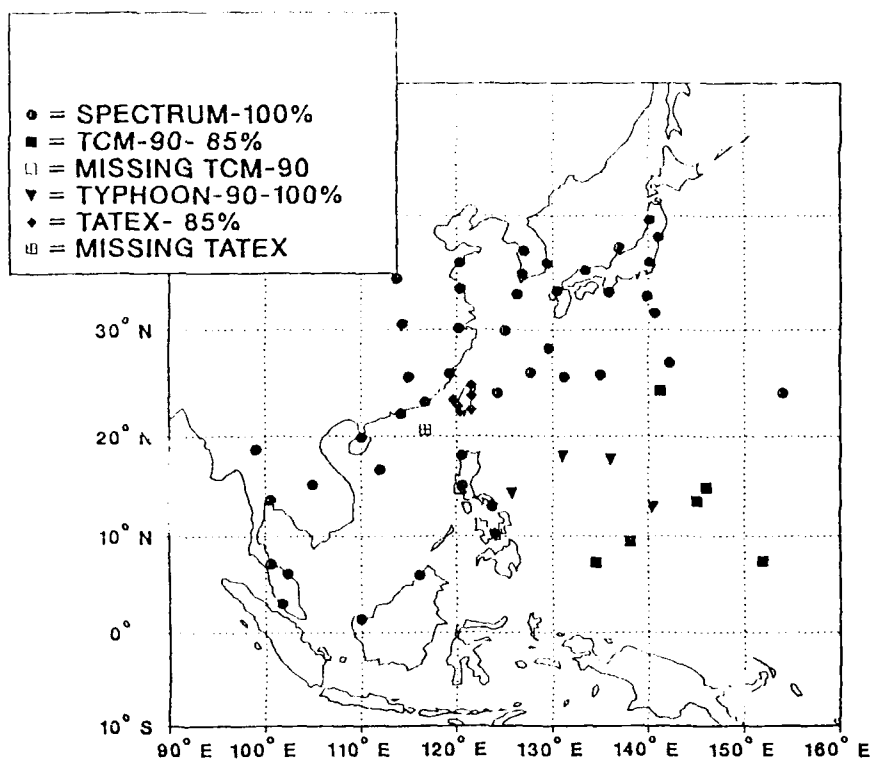 ● = SPECTRUM-100%
■ = TCM-90- 85%
□ = MISSING TCM-90
▼ = TYPHOON-90-100%
♦ = TATEX- 85%
⊞ = MISSING TATEX
30° N
20° N
10° N
0°
10° S
90° E 100° E 110° E 120° E 130° E 140° E 150° E 160° E